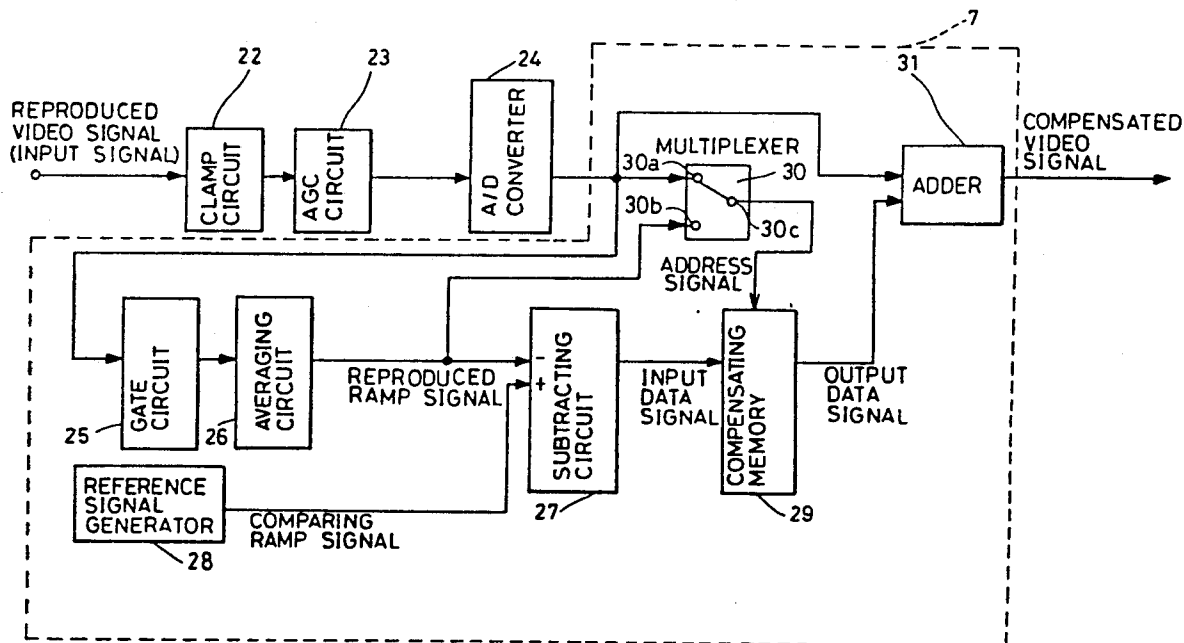 7
22
23
24
31
REPRODUCED
VIDEO SIGNAL
(INPUT SIGNAL)
CLAMP
CIRCUIT
AGC
CIRCUIT
A/D
CONVERTER
MULTIPLEXER
30a
30
30b
30c
ADDER
COMPENSATED
VIDEO
SIGNAL
ADDRESS
SIGNAL
GATE
CIRCUIT
25
AVERAGING
CIRCUIT
26
REPRODUCED
RAMP SIGNAL
-
+
SUBTRACTING
CIRCUIT
27
INPUT
DATA
SIGNAL
COMPENSATING
MEMORY
29
OUTPUT
DATA
SIGNAL
REFERENCE
SIGNAL
GENERATOR
28
COMPARING
RAMP SIGNAL